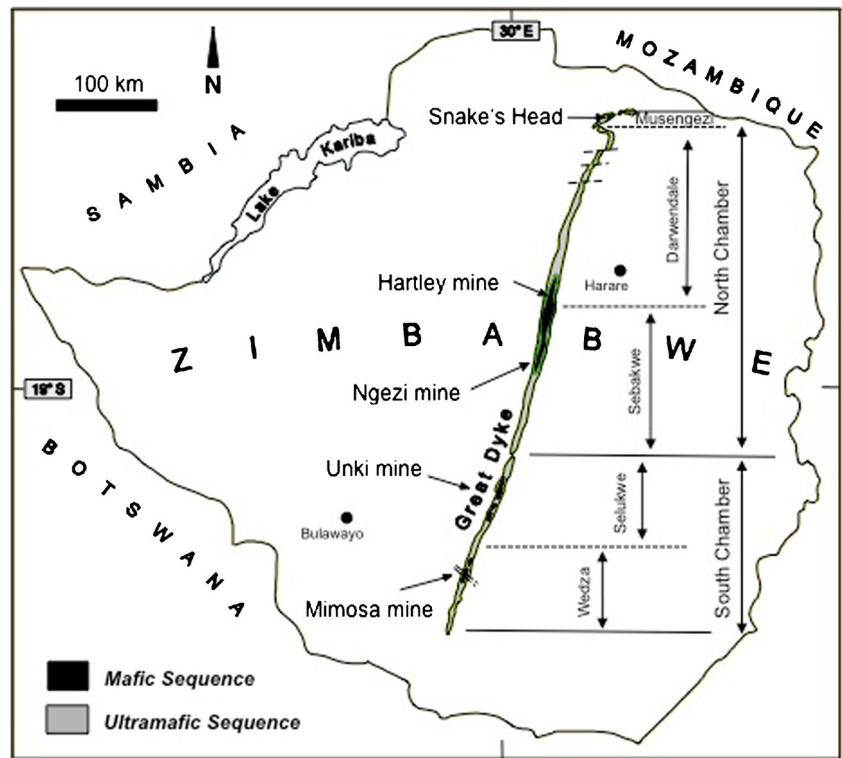 30° E
MOZAMBIQUE
100 km
N
Snake's Head
Musengezi
SAMBIA
Lake
Kariba
Darwendale
North Chamber
Harare
Hartley mine
ZIMBABWE
Sebakwe
19° S
Ngezi mine
BOTSWANA
Great Dyke
Unki mine
Selukwe
South Chamber
Bulawayo
Wedza
Mimosa mine
Mafic Sequence
Ultramafic Sequence